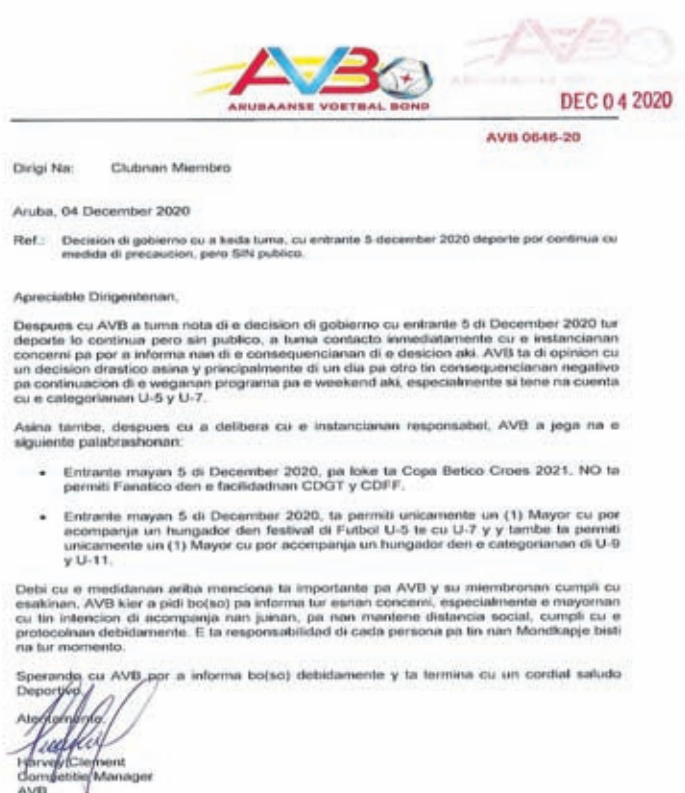 AVB
ARUBAANSE VOETBAL BOND
AVB
DEC 04 2020
AVB 0646-20
Dirigi Na: Clubnan Miembro
Aruba, 04 December 2020
Ref.: Decision di gobierno cu a keda tuma, cu entrante 5 december 2020 deporte por continua cu
medida di precaucion, pero SIN publico.
Apreciable Dirigentenan,
Despues cu AVB a tuma nota di e decision di gobierno cu entrante 5 di December 2020 tur
deporte lo continua pero sin publico, a tuma contacto inmediatamente cu e instancianan
concerni pa por a informa nan di e consequencianan di e desicion aki. AVB ta di opinion cu
un decision drastico asina y principalmente di un dia pa otro tin consequencianan negativo
pa continuacion di e weganan programa pa e weekend aki, especialmente si tene na cuenta
cu e categorianan U-5 y U-7.
Asina tambe, despues cu a delibera cu e instancianan responsabel, AVB a jega na e
siguiente palabrashonan:
• Entrante mayan 5 di December 2020, pa loke ta Copa Betico Croes 2021, NO ta
permiti Fanatico den e facilidadnan CDGT y CDFF.
• Entrante mayan 5 di December 2020, ta permiti unicamente un (1) Mayor cu por
acompanja un hungador den festival di Futbol U-5 te cu U-7 y y tambe ta permiti
unicamente un (1) Mayor cu por acompanja un hungador den e categorianan di U-9
y U-11.
Debi cu e medidanan ariba menciona ta importante pa AVB y su miembronan cumpli cu
esakinan, AVB kier a pidi bo(so) pa informa tur esnan concerni, especialmente e mayornan
cu tin intencion di acompanja nan juinan, pa nan mantene distancia social, cumpli cu e
protocolnan debidamente. E ta responsabilidad di cada persona pa tin nan Mondkapje bisti
na tur momento.
Sperando cu AVB por a informa bo(so) debidamente y ta termina cu un cordial saludo
Deportivo.
Atentamente,
Harvey Clement
Competitie Manager
AVB